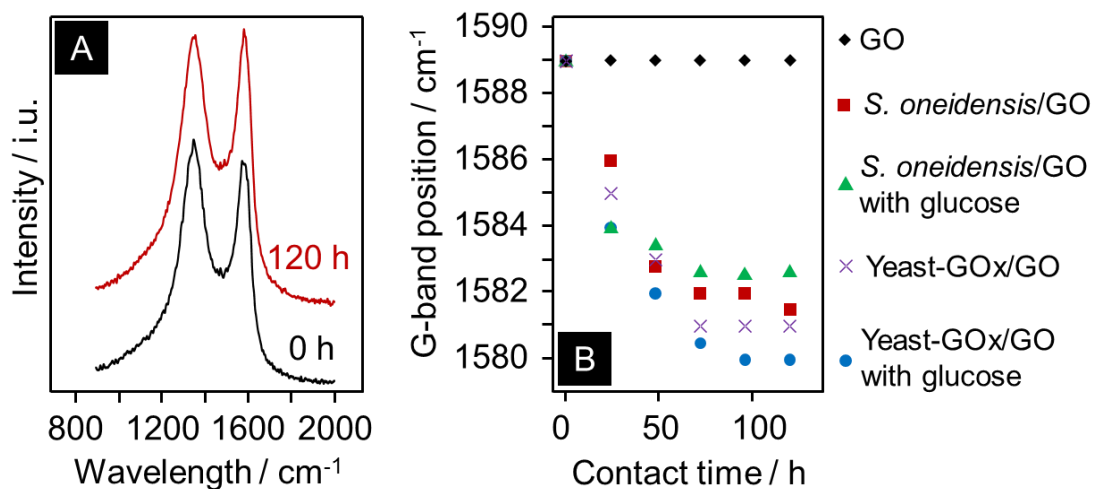 A
Intensity / i.u.
120 h
0 h
800 1200 1600 2000
Wavelength / cm-1
B
G-band position / cm-1
1590
1588
1586
1584
1582
1580
0 50 100
Contact time / h
GO
S. oneidensis/GO
S. oneidensis/GO
with glucose
Yeast-GOx/GO
Yeast-GOx/GO
with glucose